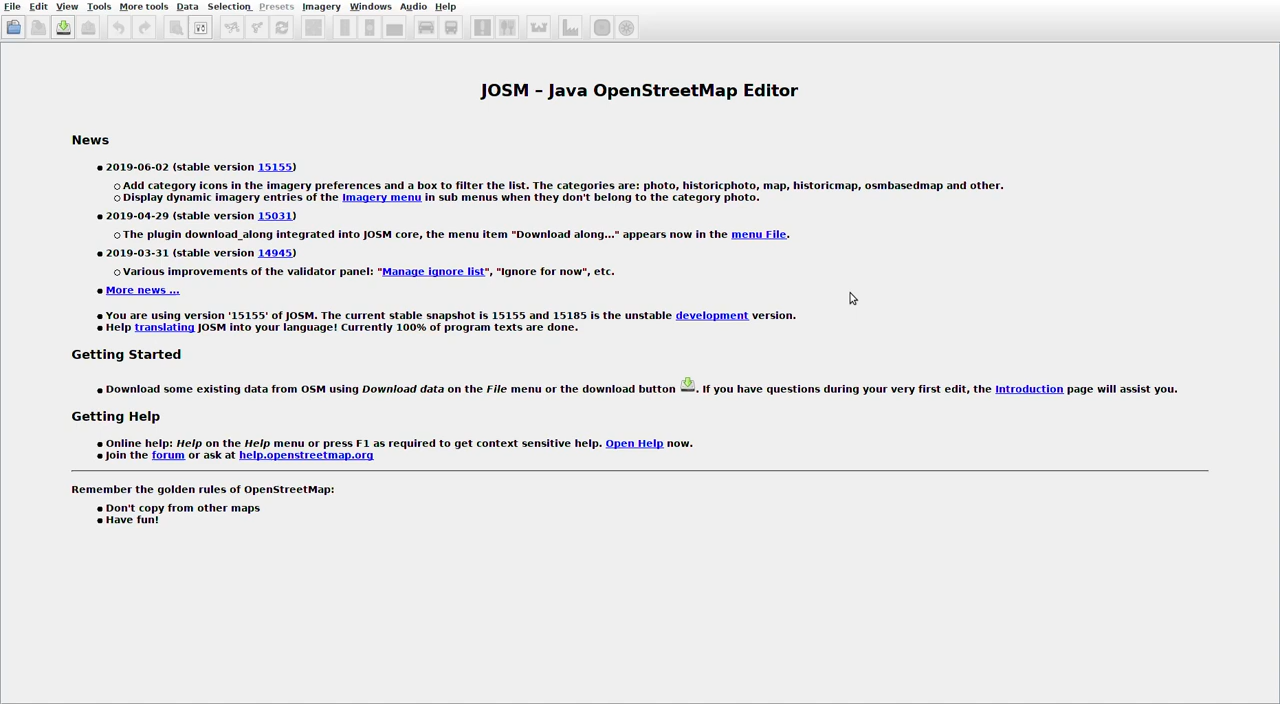 File Edit View Tools More tools Data Selection Presets Imagery Windows Audio Help
JOSM – Java OpenStreetMap Editor
News
2019-06-02 (stable version 15155)
Add category icons in the imagery preferences and a box to filter the list. The categories are: photo, historicphoto, map, historicmap, osmbasedmap and other.
Display dynamic imagery entries of the Imagery menu in sub menus when they don't belong to the category photo.
2019-04-29 (stable version 15031)
The plugin download_along integrated into JOSM core, the menu item "Download along..." appears now in the menu File.
2019-03-31 (stable version 14945)
Various improvements of the validator panel: "Manage ignore list", "Ignore for now", etc.
More news ...
You are using version '15155' of JOSM. The current stable snapshot is 15155 and 15185 is the unstable development version.
Help translating JOSM into your language! Currently 100% of program texts are done.
Getting Started
Download some existing data from OSM using Download data on the File menu or the download button . If you have questions during your very first edit, the Introduction page will assist you.
Getting Help
Online help: Help on the Help menu or press F1 as required to get context sensitive help. Open Help now.
Join the forum or ask at help.openstreetmap.org
Remember the golden rules of OpenStreetMap:
Don't copy from other maps
Have fun!